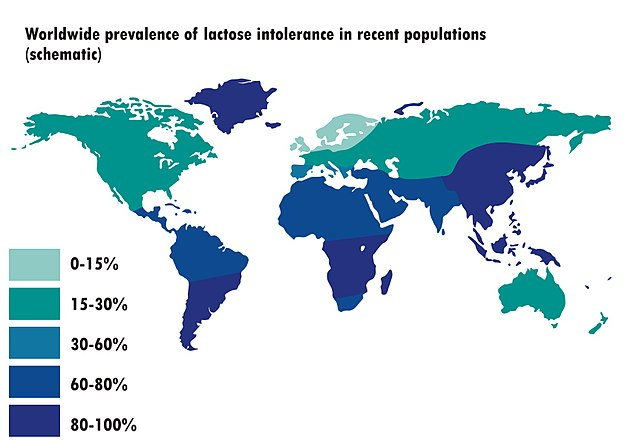 Worldwide prevalence of lactose intolerance in recent populations
(schematic)
0-15%
15-30%
30-60%
60-80%
80-100%